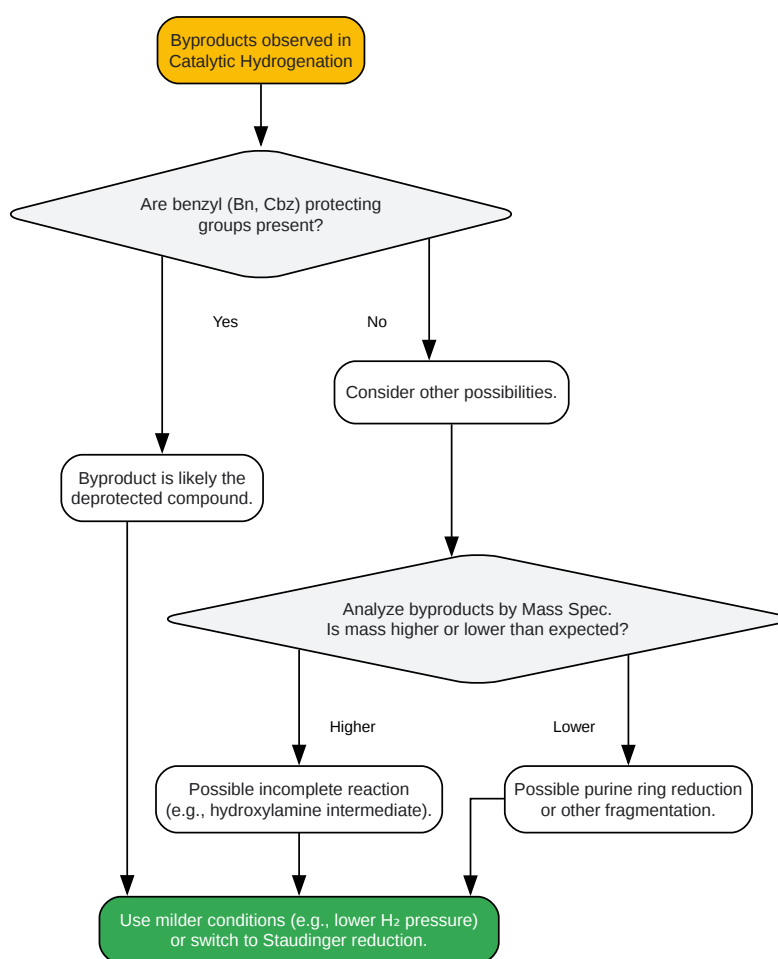 Byproducts observed in
Catalytic Hydrogenation
Are benzyl (Bn, Cbz) protecting
groups present?
Yes
No
Consider other possibilities.
Byproduct is likely the
deprotected compound.
Analyze byproducts by Mass Spec.
Is mass higher or lower than expected?
Higher
Lower
Possible incomplete reaction
(e.g., hydroxylamine intermediate).
Possible purine ring reduction
or other fragmentation.
Use milder conditions (e.g., lower H₂ pressure)
or switch to Staudinger reduction.